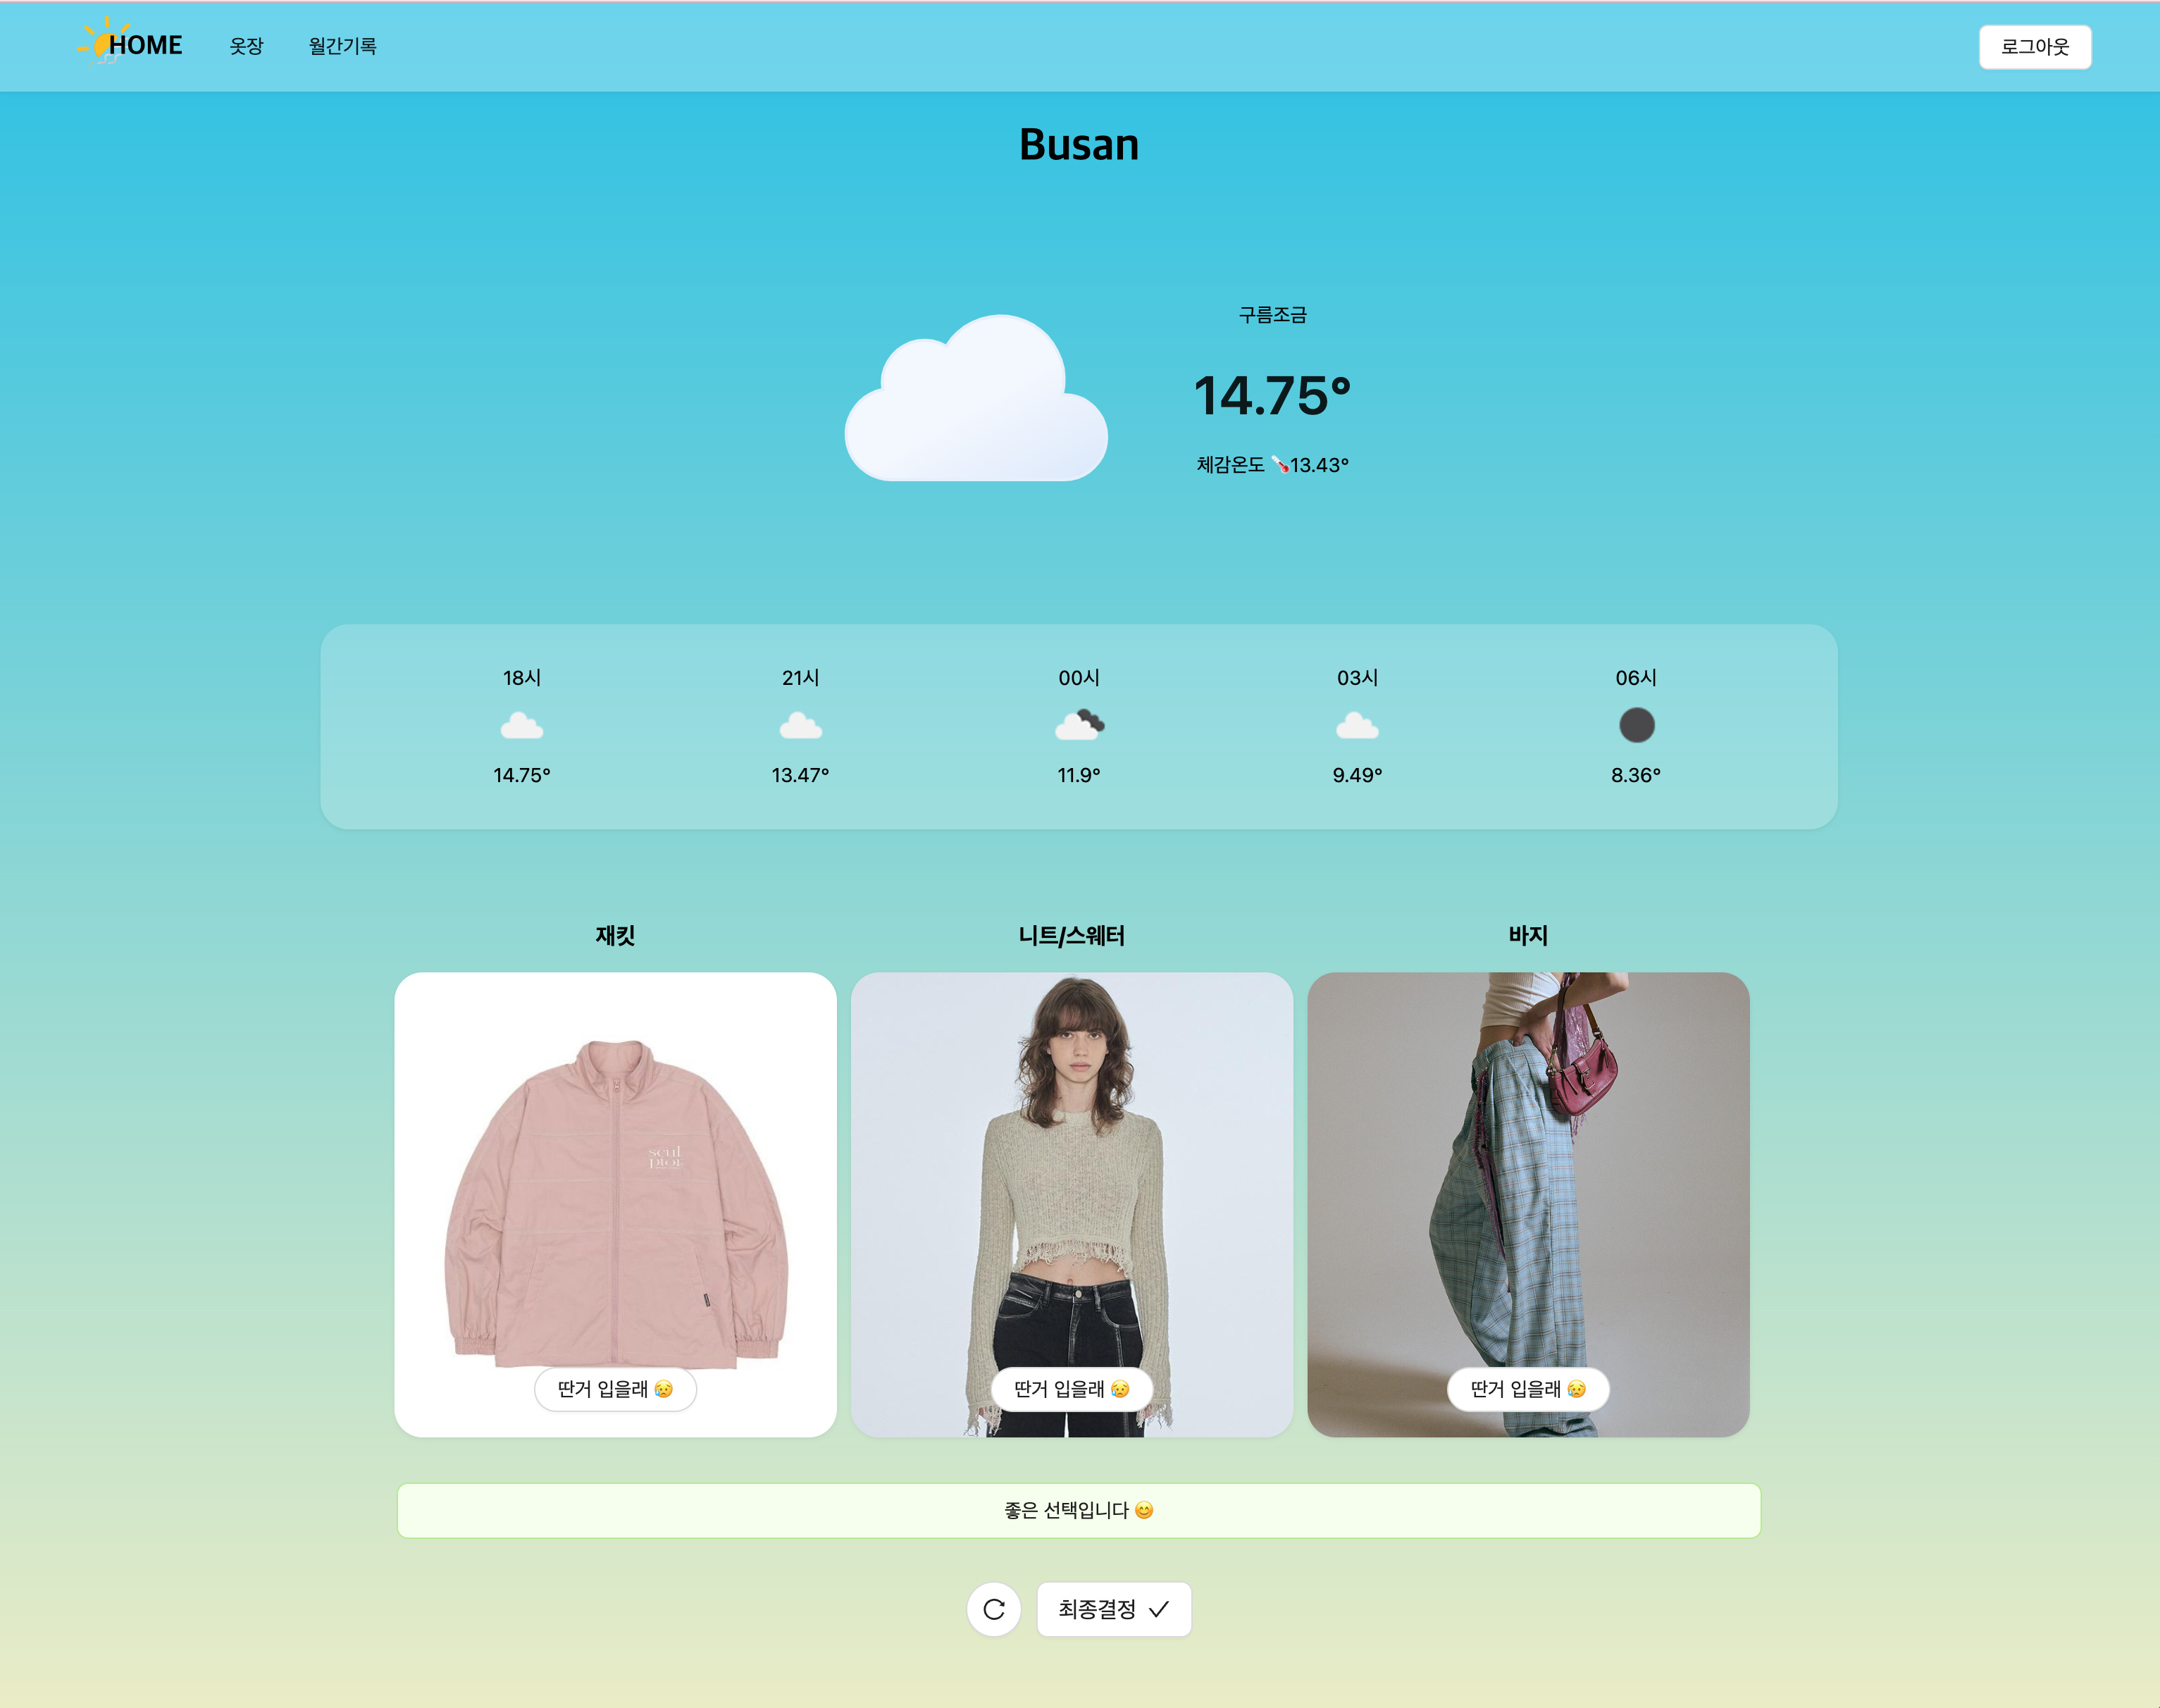 HOME 옷장 월간기록 로그아웃
Busan
구름조금
14.75°
체감온도 🌡️13.43°
18시 21시 00시 03시 06시
14.75° 13.47° 11.9° 9.49° 8.36°
재킷 니트/스웨터 바지
딴거 입을래 😥 딴거 입을래 😥 딴거 입을래 😥
좋은 선택입니다 😊
최종결정